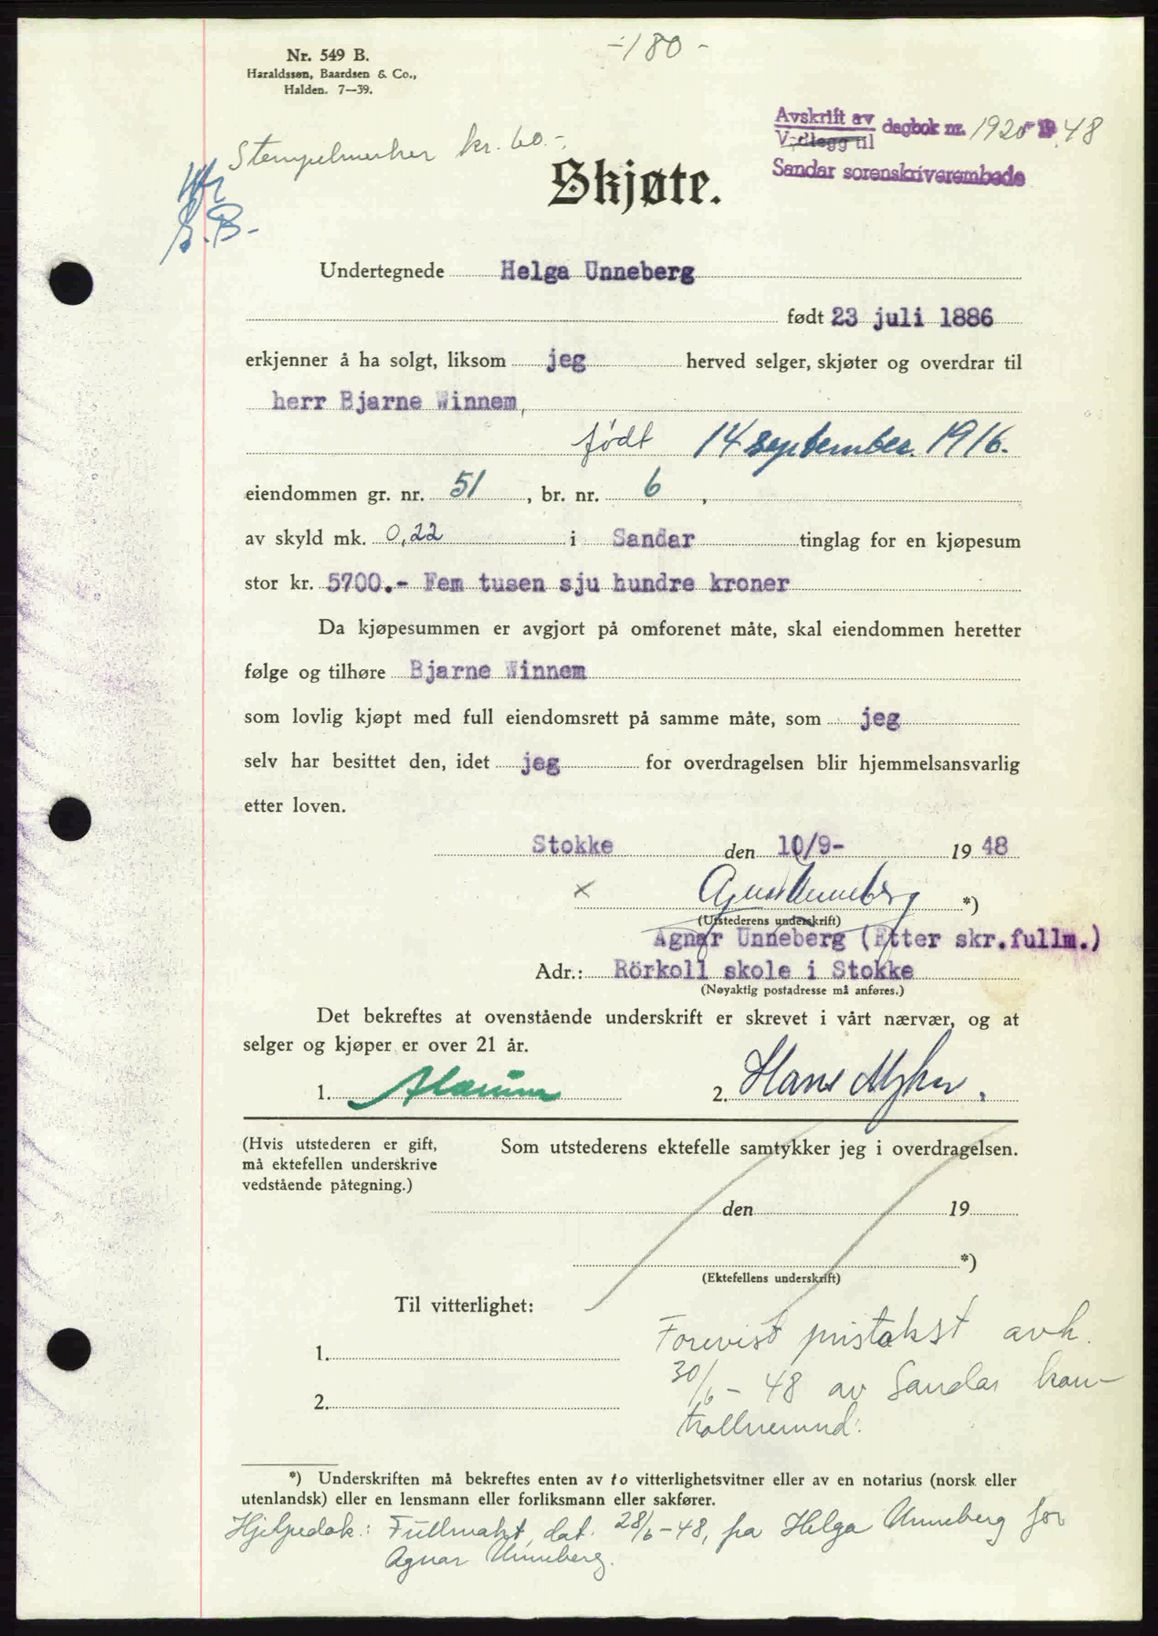 -180-
Nr. 549 B.
Haraldssøn, Baardsen & Co.,
Halden. 7—39.
Avskrift av
Vedlegg til
dagbok nr. 1920 - 19 48
Sandar sorenskriverembede
Stempelmerker kr. 60.-
Skjøte.
Undertegnede Helga Unneberg
født 23 juli 1886
erkjenner å ha solgt, liksom jeg herved selger, skjøter og overdrar til
herr Bjarne Winnem,
født 14 september 1916.
eiendommen gr. nr. 51, br. nr. 6,
av skyld mk. 0,22 i Sandar tinglag for en kjøpesum
stor kr. 5700.- Fem tusen sju hundre kroner
Da kjøpesummen er avgjort på omforenet måte, skal eiendommen heretter
følge og tilhøre Bjarne Winnem
som lovlig kjøpt med full eiendomsrett på samme måte, som jeg
selv har besittet den, idet jeg for overdragelsen blir hjemmelsansvarlig
etter loven.
Stokke den 10/9- 1948
x Agnar Unneberg *)
(Utstederens underskrift)
Agnar Unneberg (Etter skr.fullm.)
Adr.: Rörkoll skole i Stokke
(Nøyaktig postadresse må anføres.)
Det bekreftes at ovenstående underskrift er skrevet i vårt nærvær, og at
selger og kjøper er over 21 år.
1. 2. Hans
(Hvis utstederen er gift,
må ektefellen underskrive
vedstående påtegning.)
Som utstederens ektefelle samtykker jeg i overdragelsen.
den 19
*)
(Ektefellens underskrift)
Til vitterlighet:
1.
2.
Forevist pristakst avh.
30/6 - 48 av Sandar kon-
trollnemnd.
*) Underskriften må bekreftes enten av to vitterlighetsvitner eller av en notarius (norsk eller
utenlandsk) eller en lensmann eller forliksmann eller sakfører.
Hjelpedok.: Fullmakt, dat. 28/6-48, fra Helga Unneberg for
Agnar Unneberg.